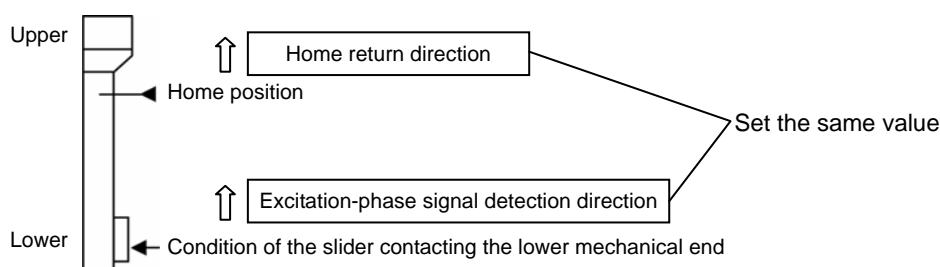 Upper
Home return direction
Home position
Set the same value
Excitation-phase signal detection direction
Lower
Condition of the slider contacting the lower mechanical end